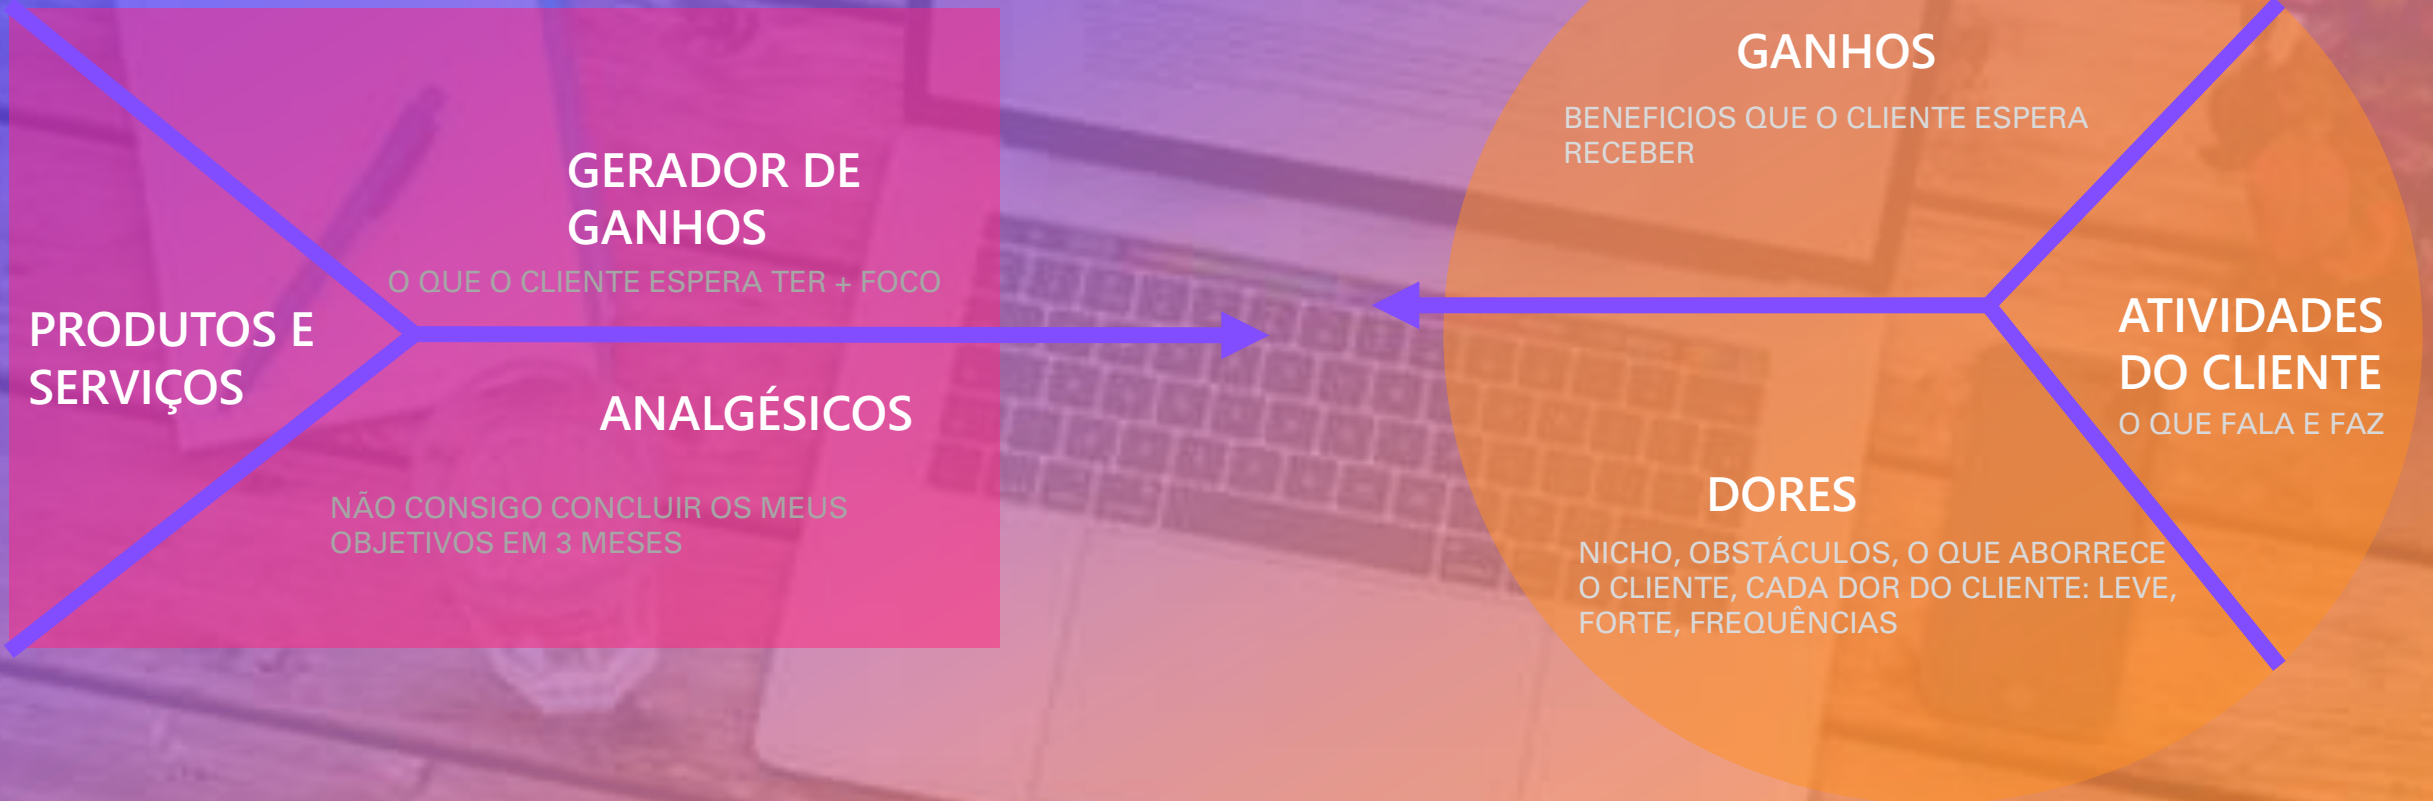 PRODUTOS E
SERVIÇOS
GERADOR DE
GANHOS
O QUE O CLIENTE ESPERA TER + FOCO
ANALGÉSICOS
NÃO CONSIGO CONCLUIR OS MEUS
OBJETIVOS EM 3 MESES
GANHOS
BENEFICIOS QUE O CLIENTE ESPERA
RECEBER
ATIVIDADES
DO CLIENTE
O QUE FALA E FAZ
DORES
NICHO, OBSTÁCULOS, O QUE ABORRECE
O CLIENTE, CADA DOR DO CLIENTE: LEVE,
FORTE, FREQUÊNCIAS